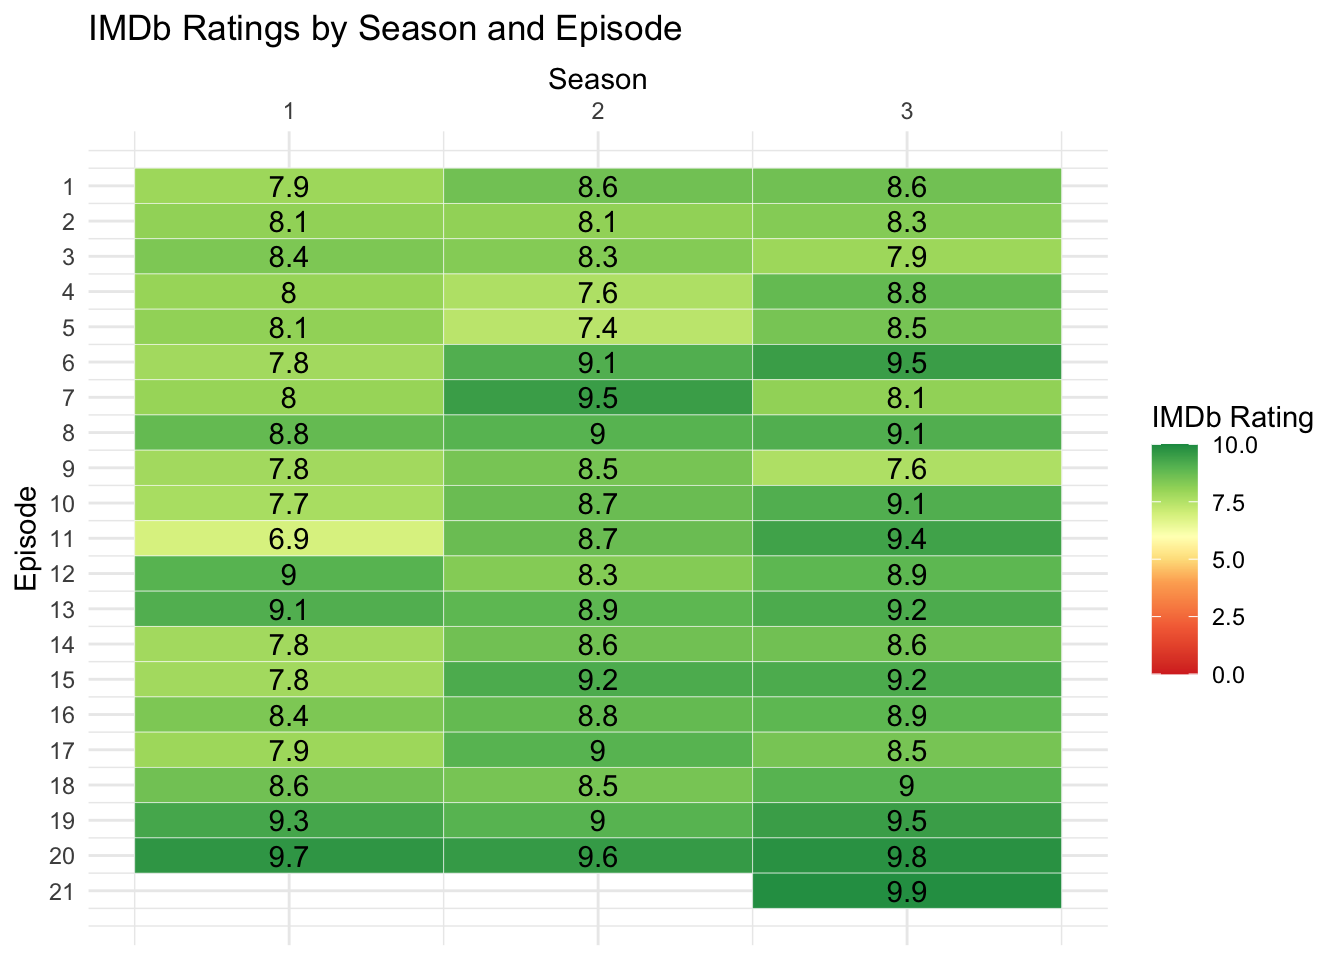 IMDb Ratings by Season and Episode
Season
1 2 3
1 7.9 8.6 8.6
2 8.1 8.1 8.3
3 8.4 8.3 7.9
4 8 7.6 8.8
5 8.1 7.4 8.5
6 7.8 9.1 9.5
7 8 9.5 8.1
8 8.8 9 9.1
9 7.8 8.5 7.6
10 7.7 8.7 9.1
11 6.9 8.7 9.4
12 9 8.3 8.9
13 9.1 8.9 9.2
14 7.8 8.6 8.6
15 7.8 9.2 9.2
16 8.4 8.8 8.9
17 7.9 9 8.5
18 8.6 8.5 9
19 9.3 9 9.5
20 9.7 9.6 9.8
21 9.9
Episode
IMDb Rating
10.0
7.5
5.0
2.5
0.0